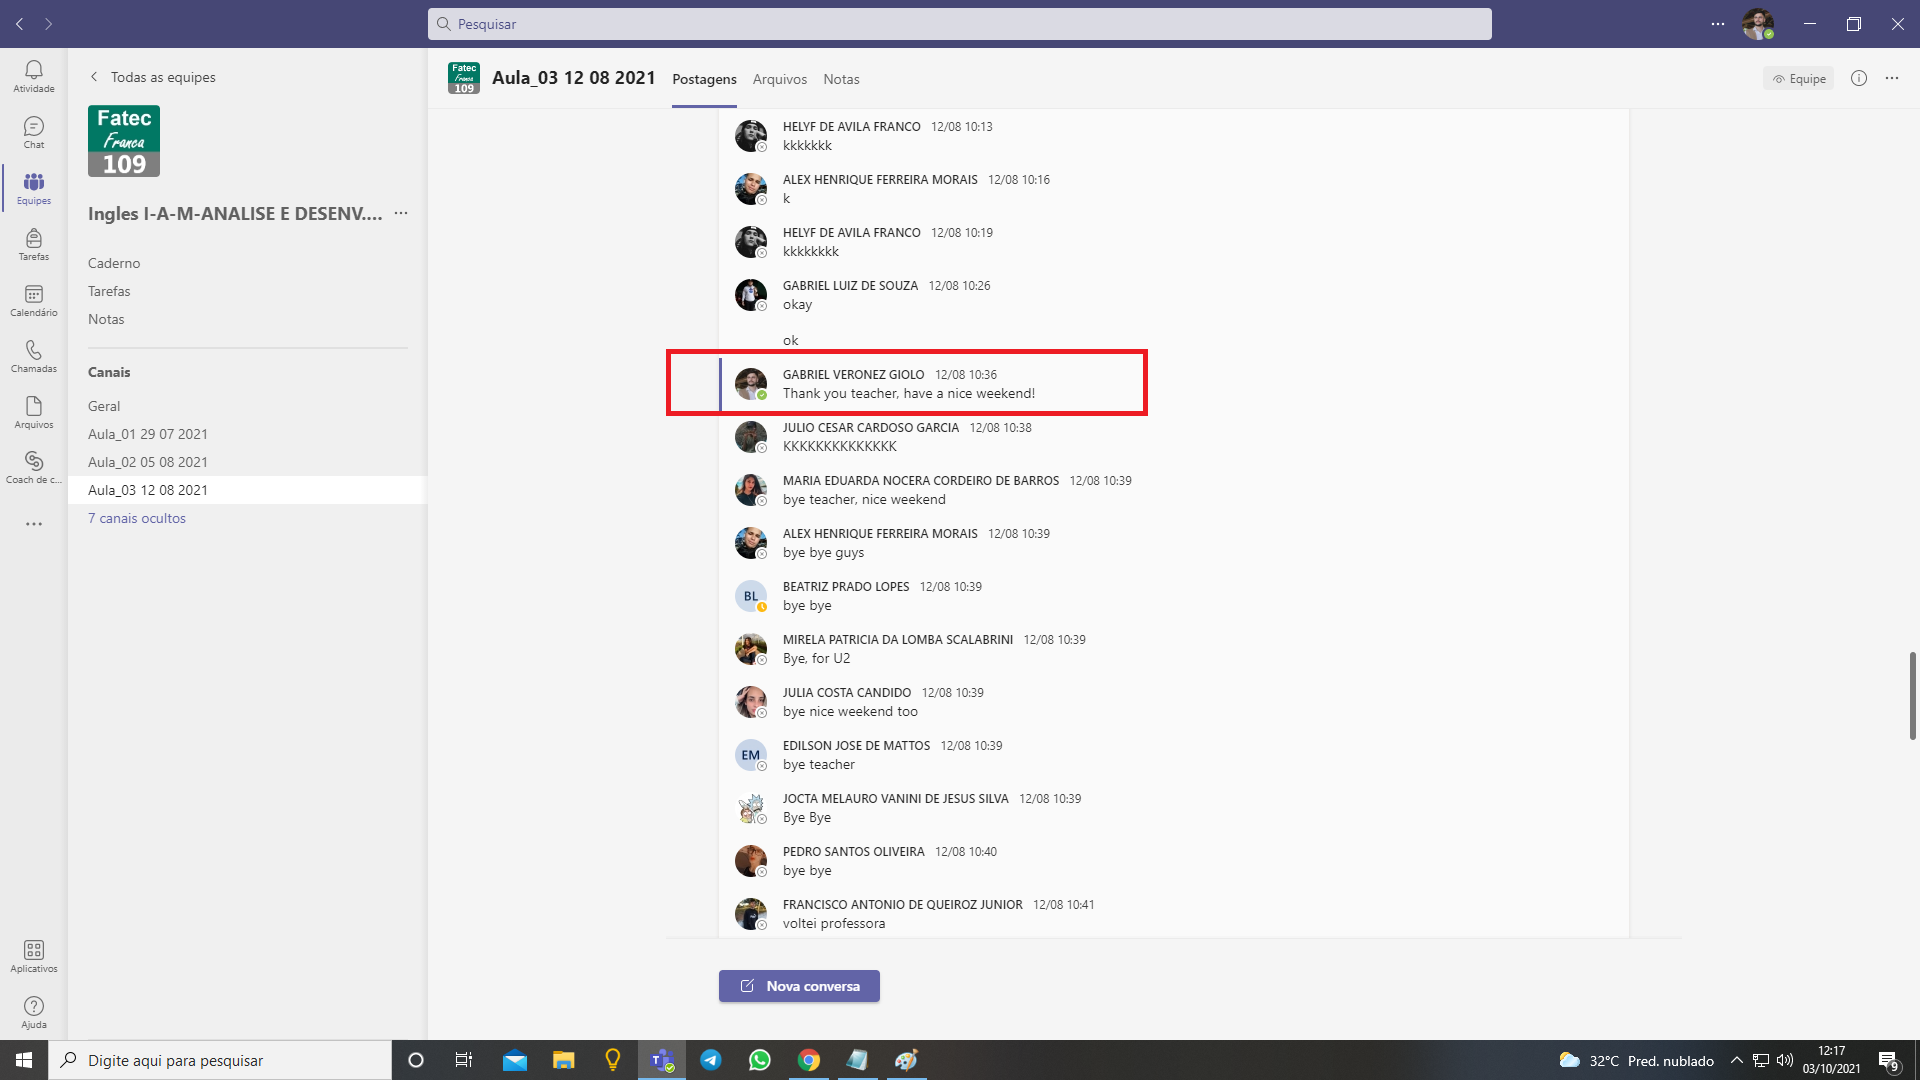 Pesquisar
Atividade
Chat
Equipes
Tarefas
Calendário
Chamadas
Arquivos
Coach de c...
Aplicativos
Ajuda
Todas as equipes
Fatec
Franca
109
Ingles I-A-M-ANALISE E DESENV....
Caderno
Tarefas
Notas
Canais
Geral
Aula_01 29 07 2021
Aula_02 05 08 2021
Aula_03 12 08 2021
7 canais ocultos
Fatec
Franca
109
Aula_03 12 08 2021 Postagens Arquivos Notas
Equipe
HELYF DE AVILA FRANCO 12/08 10:13
kkkkkkk
ALEX HENRIQUE FERREIRA MORAIS 12/08 10:16
k
HELYF DE AVILA FRANCO 12/08 10:19
kkkkkkkk
GABRIEL LUIZ DE SOUZA 12/08 10:26
okay
ok
GABRIEL VERONEZ GIOLO 12/08 10:36
Thank you teacher, have a nice weekend!
JULIO CESAR CARDOSO GARCIA 12/08 10:38
KKKKKKKKKKKKKK
MARIA EDUARDA NOCERA CORDEIRO DE BARROS 12/08 10:39
bye teacher, nice weekend
ALEX HENRIQUE FERREIRA MORAIS 12/08 10:39
bye bye guys
BL
BEATRIZ PRADO LOPES 12/08 10:39
bye bye
MIRELA PATRICIA DA LOMBA SCALABRINI 12/08 10:39
Bye, for U2
JULIA COSTA CANDIDO 12/08 10:39
bye nice weekend too
EM
EDILSON JOSE DE MATTOS 12/08 10:39
bye teacher
JOCTA MELAURO VANINI DE JESUS SILVA 12/08 10:39
Bye Bye
PEDRO SANTOS OLIVEIRA 12/08 10:40
bye bye
FRANCISCO ANTONIO DE QUEIROZ JUNIOR 12/08 10:41
voltei professora
Nova conversa
Digite aqui para pesquisar
32°C Pred. nublado
12:17
03/10/2021
9